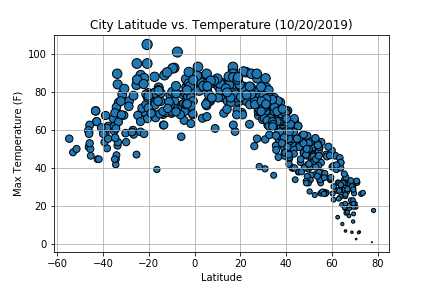 City Latitude vs. Temperature (10/20/2019)
100
80
60
40
20
0
Max Temperature (F)
−60 −40 −20 0 20 40 60 80
Latitude